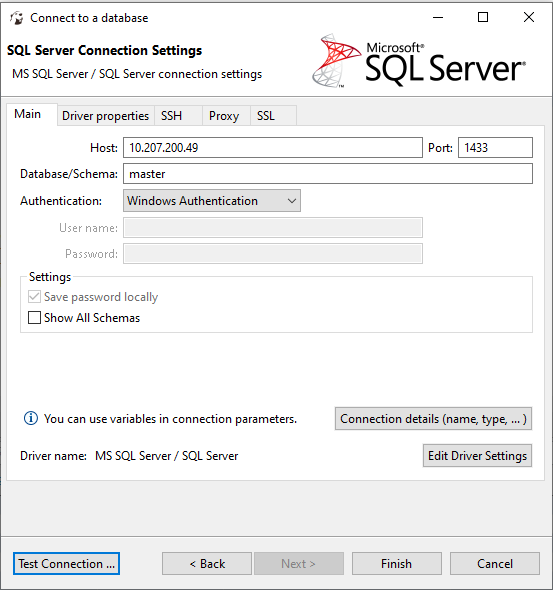 Connect to a database
SQL Server Connection Settings
MS SQL Server / SQL Server connection settings
Microsoft®
SQL Server®
Main Driver properties SSH Proxy SSL
Host: 10.207.200.49 Port: 1433
Database/Schema: master
Authentication: Windows Authentication
User name:
Password:
Settings
Save password locally
Show All Schemas
You can use variables in connection parameters. Connection details (name, type, ... )
Driver name: MS SQL Server / SQL Server Edit Driver Settings
Test Connection ... < Back Next > Finish Cancel